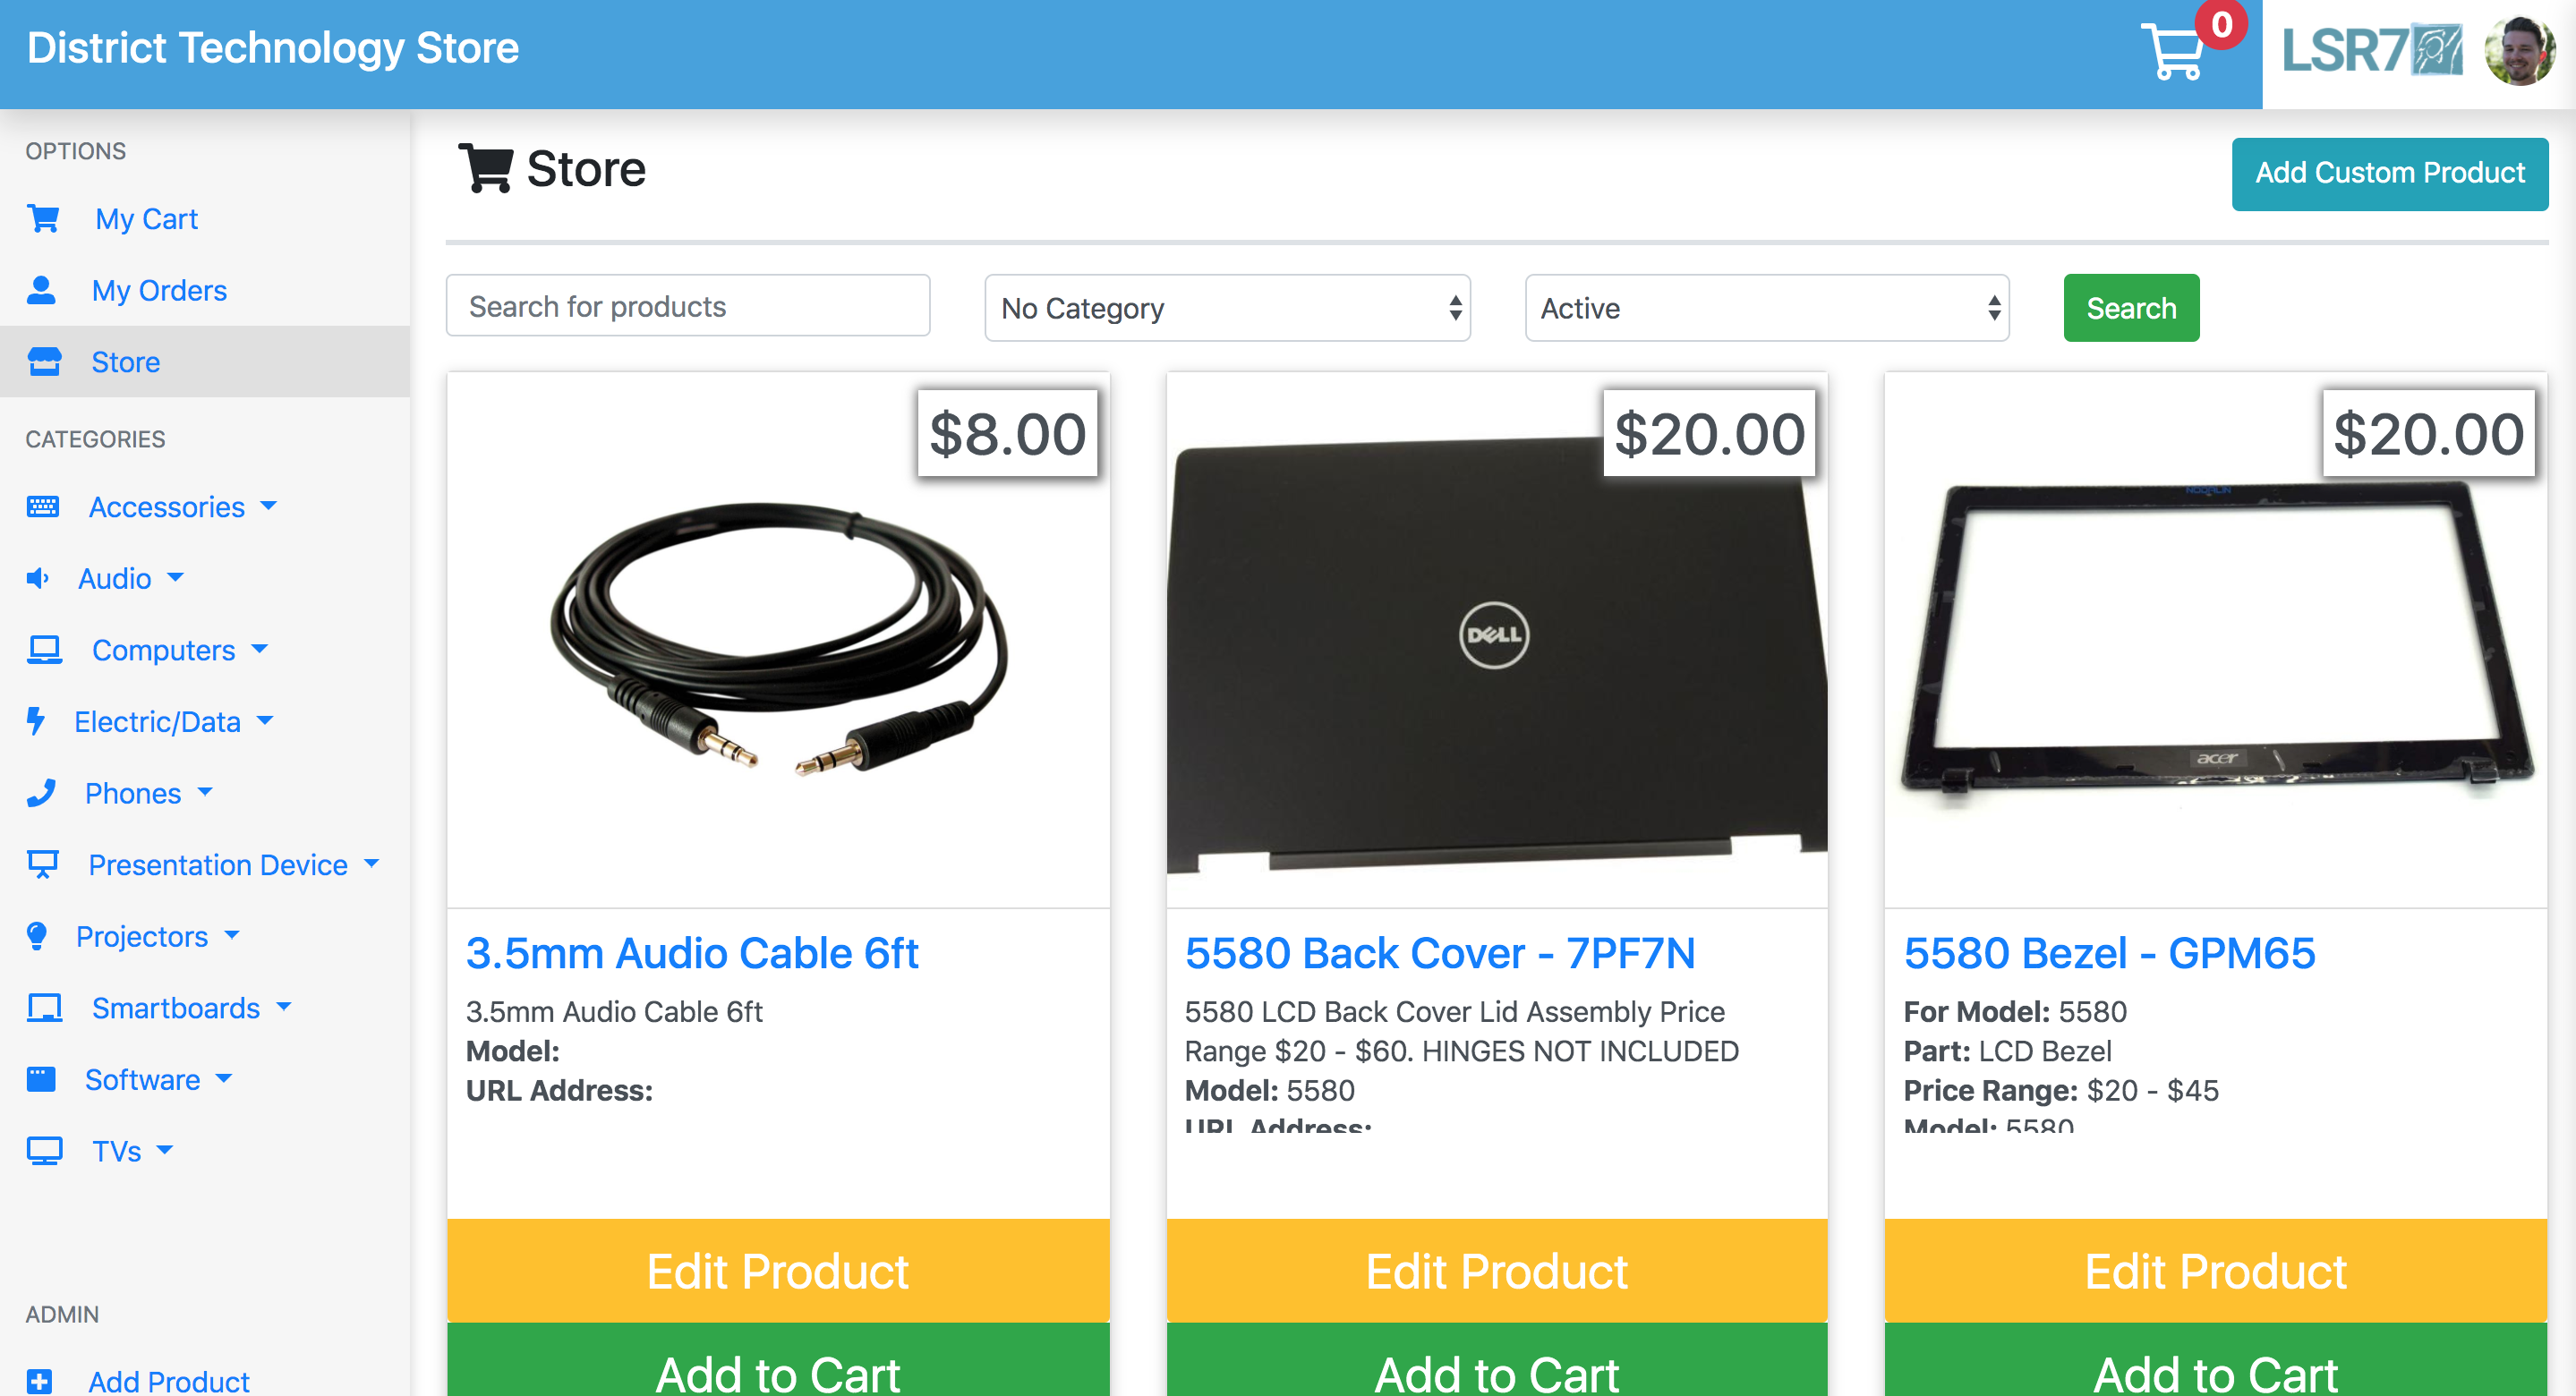 District Technology Store
0
LSR7
OPTIONS
My Cart
My Orders
Store
CATEGORIES
Accessories
Audio
Computers
Electric/Data
Phones
Presentation Device
Projectors
Smartboards
Software
TVs
ADMIN
Add Product
Store
Add Custom Product
Search for products
No Category
Active
Search
$8.00
3.5mm Audio Cable 6ft
3.5mm Audio Cable 6ft
Model:
URL Address:
Edit Product
Add to Cart
$20.00
DELL
5580 Back Cover - 7PF7N
5580 LCD Back Cover Lid Assembly Price
Range $20 - $60. HINGES NOT INCLUDED
Model: 5580
URL Address:
Edit Product
Add to Cart
$20.00
acer
5580 Bezel - GPM65
For Model: 5580
Part: LCD Bezel
Price Range: $20 - $45
Model: 5580
Edit Product
Add to Cart